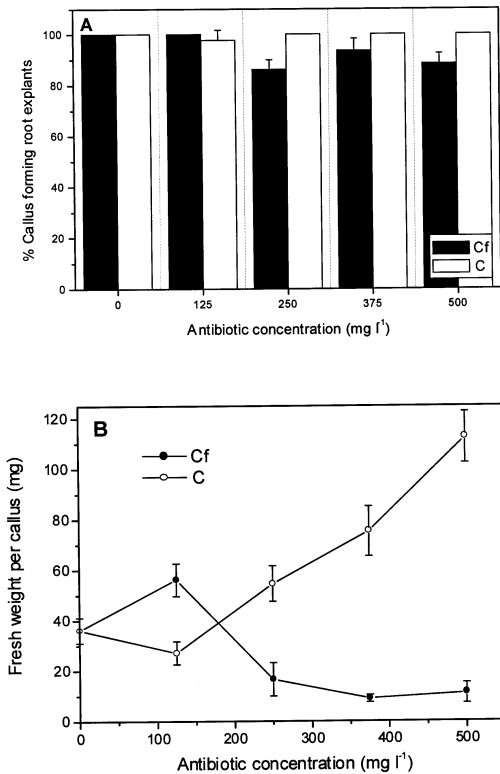 A
% Callus forming root explants
100
80
60
40
20
0
Cf
C
0 125 250 375 500
Antibiotic concentration (mg l-1)
B
Fresh weight per callus (mg)
120
100
80
60
40
20
0
Cf
C
0 100 200 300 400 500
Antibiotic concentration (mg l-1)